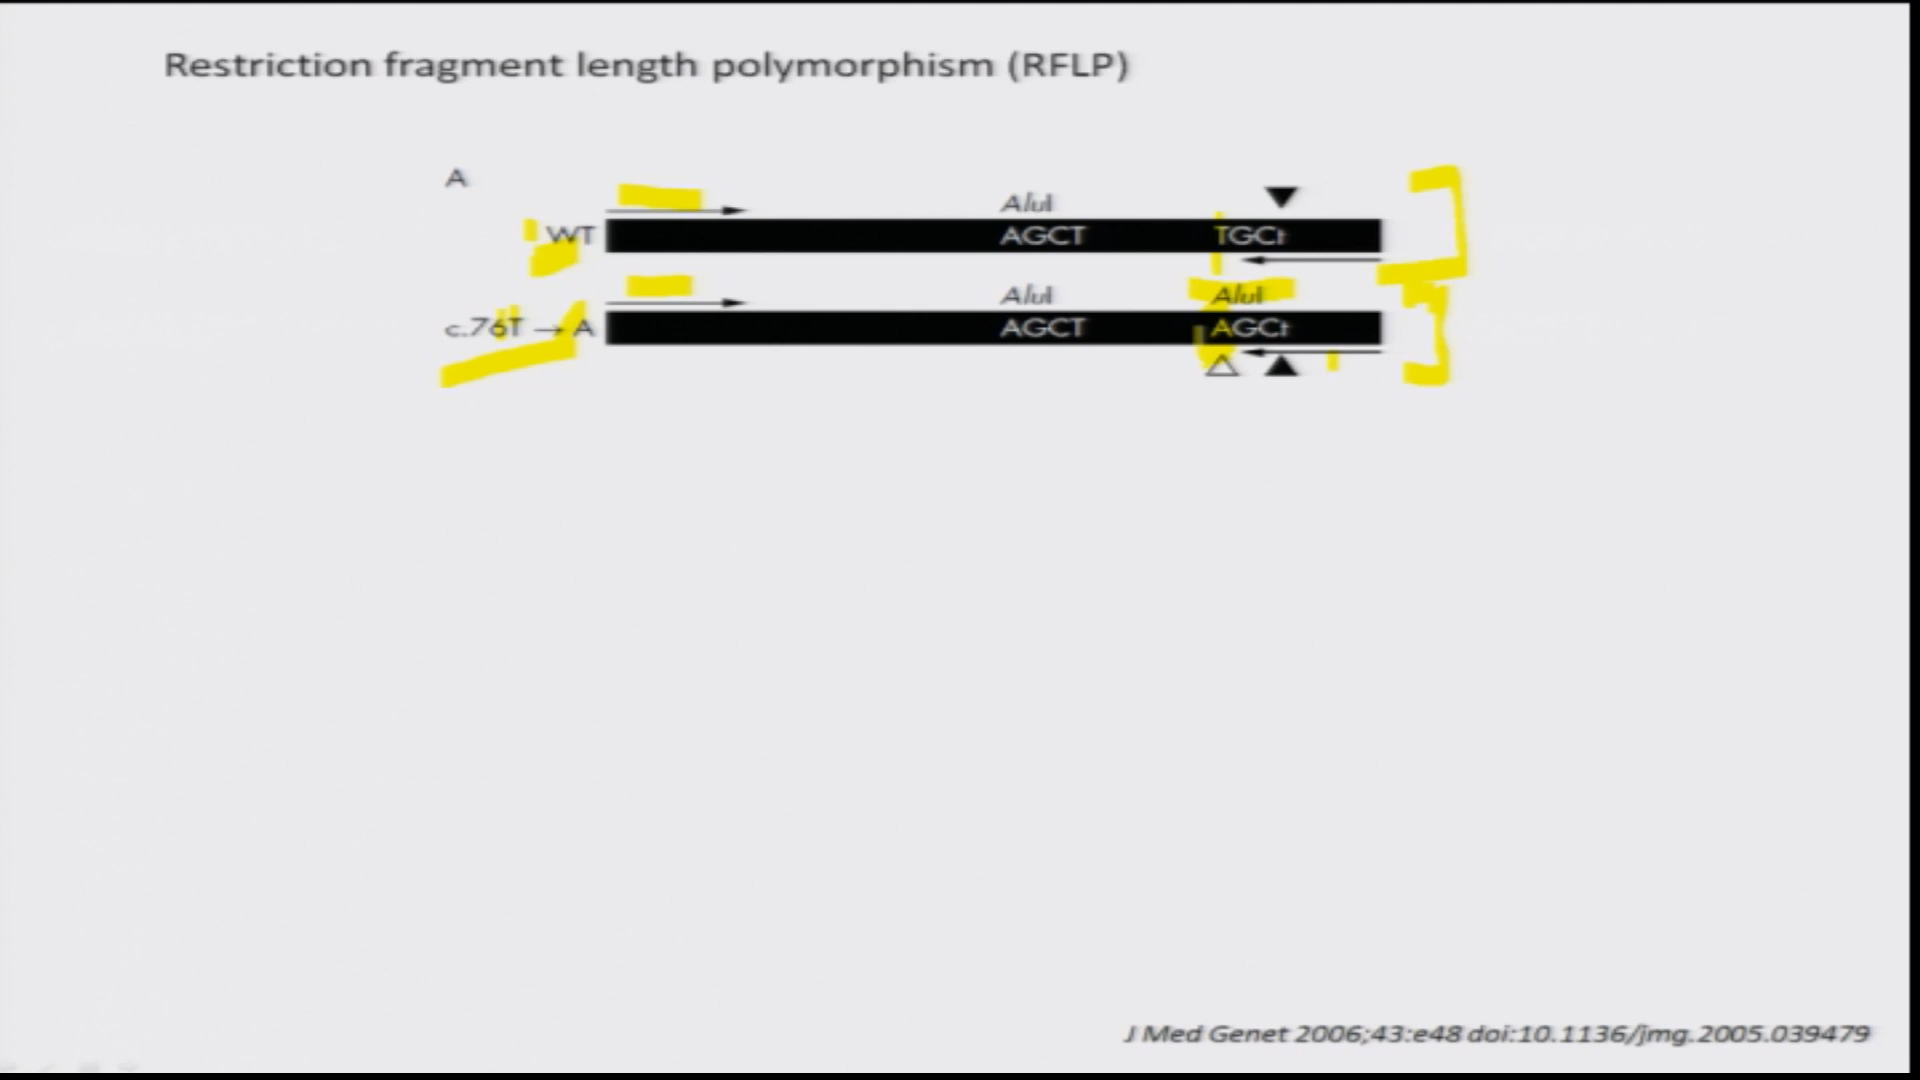 Restriction fragment length polymorphism (RFLP)
A
AluI
WT AGCT TGCt
AluI AluI
c.76T → A AGCT AGCt
J Med Genet 2006;43:e48 doi:10.1136/jmg.2005.039479